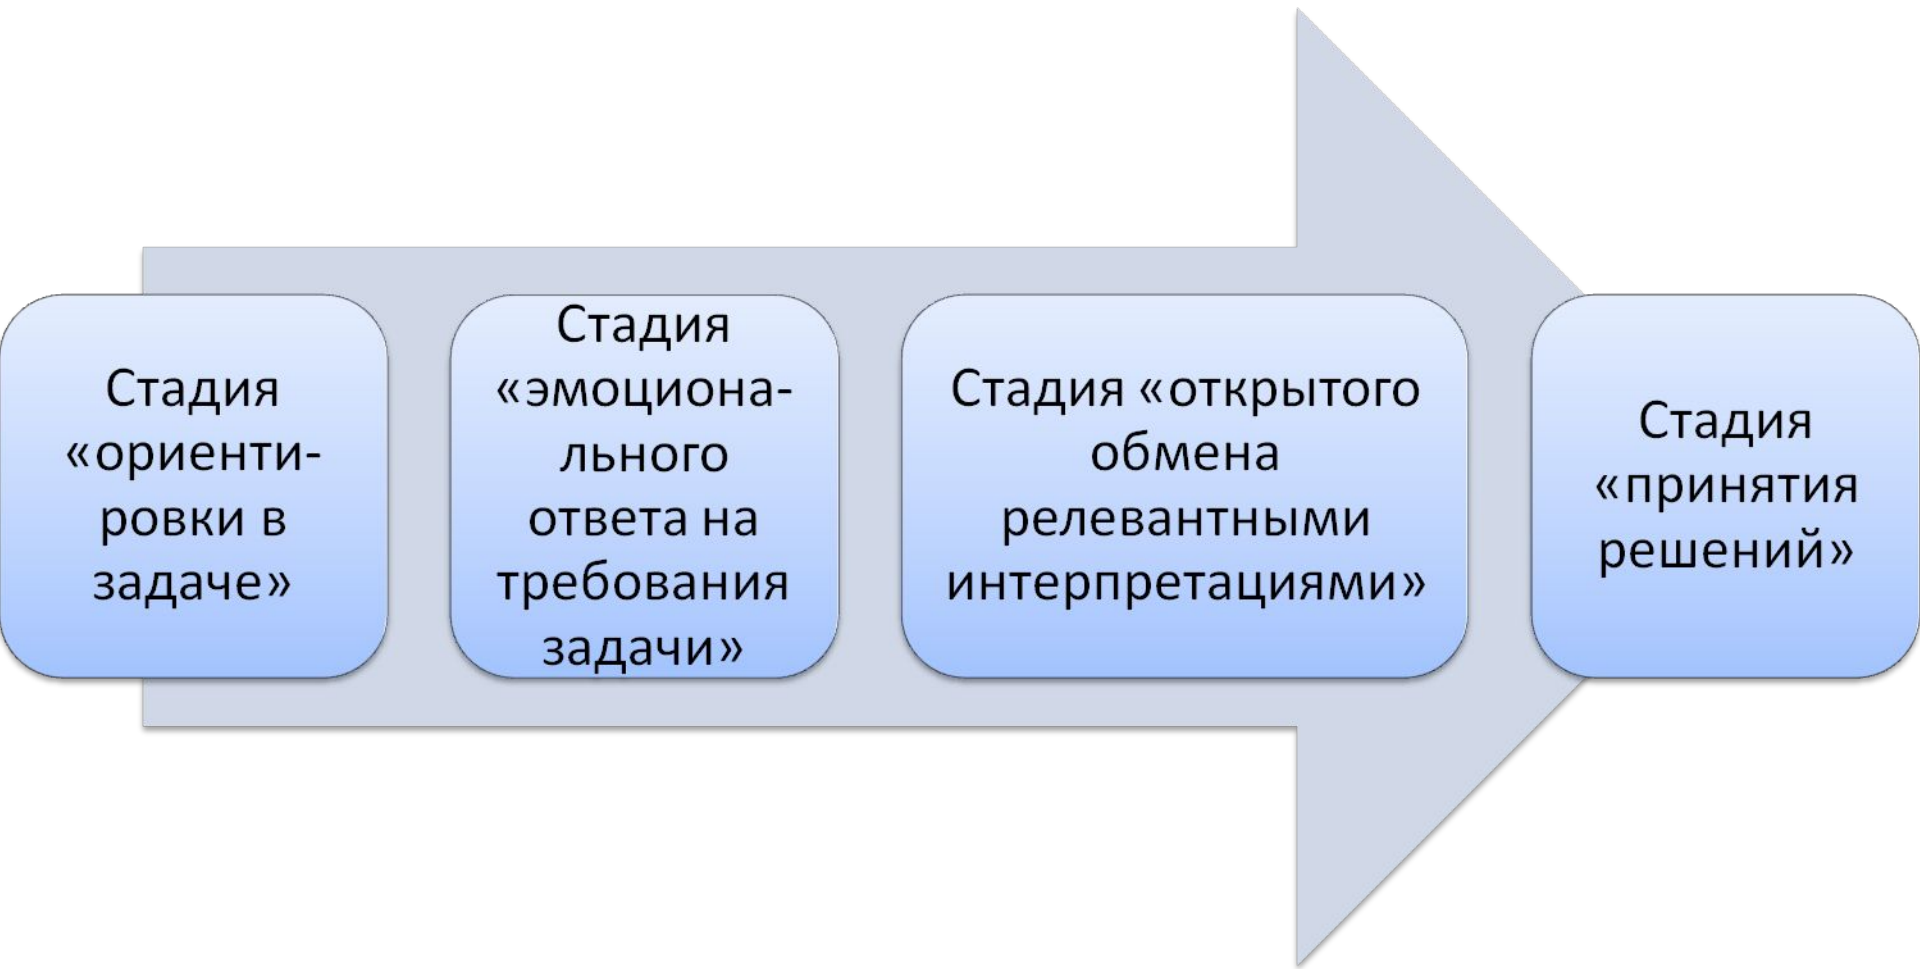 Стадия
«ориенти-
ровки в
задаче»
Стадия
«эмоциона-
льного
ответа на
требования
задачи»
Стадия «открытого
обмена
релевантными
интерпретациями»
Стадия
«принятия
решений»